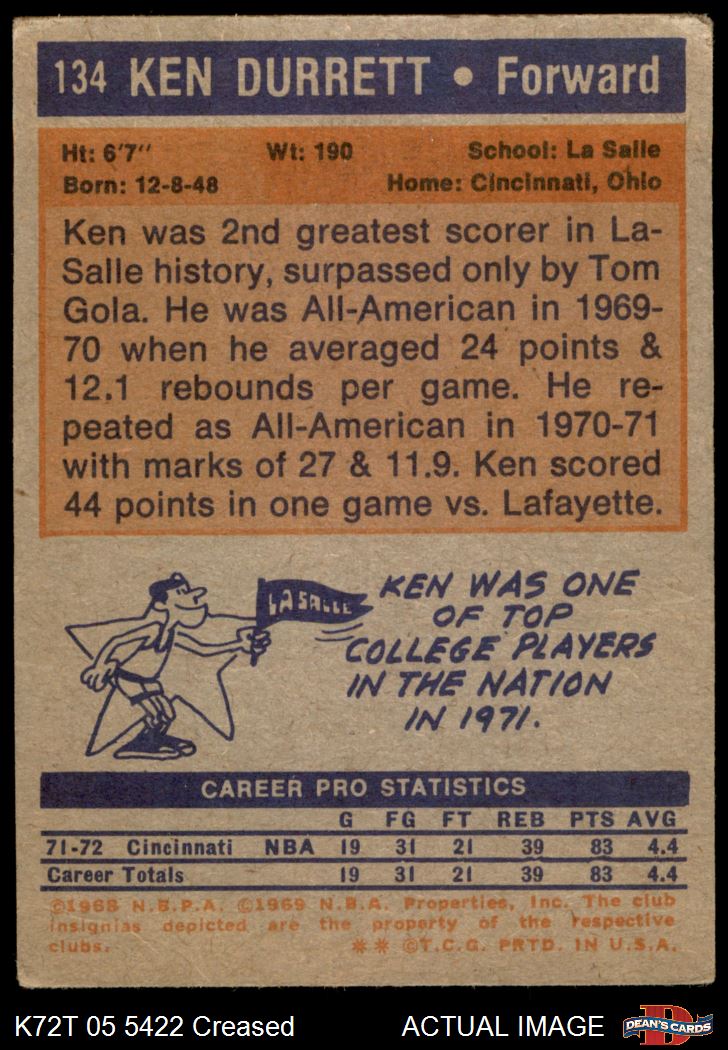 134 KEN DURRETT • Forward
Ht: 6'7" Wt: 190 School: La Salle
Born: 12-8-48 Home: Cincinnati, Ohio
Ken was 2nd greatest scorer in La-
Salle history, surpassed only by Tom
Gola. He was All-American in 1969-
70 when he averaged 24 points &
12.1 rebounds per game. He re-
peated as All-American in 1970-71
with marks of 27 & 11.9. Ken scored
44 points in one game vs. Lafayette.
LA SALLE
KEN WAS ONE
OF TOP
COLLEGE PLAYERS
IN THE NATION
IN 1971.
CAREER PRO STATISTICS
G FG FT REB PTS AVG
71-72 Cincinnati NBA 19 31 21 39 83 4.4
Career Totals 19 31 21 39 83 4.4
©1968 N.B.P.A. ©1969 N.B.A. Properties, Inc. The club
insignias depicted are the property of the respective
clubs. ** ©T.C.G. PRTD. IN U.S.A.
K72T 05 5422 Creased ACTUAL IMAGE
D
DEAN'S CARDS